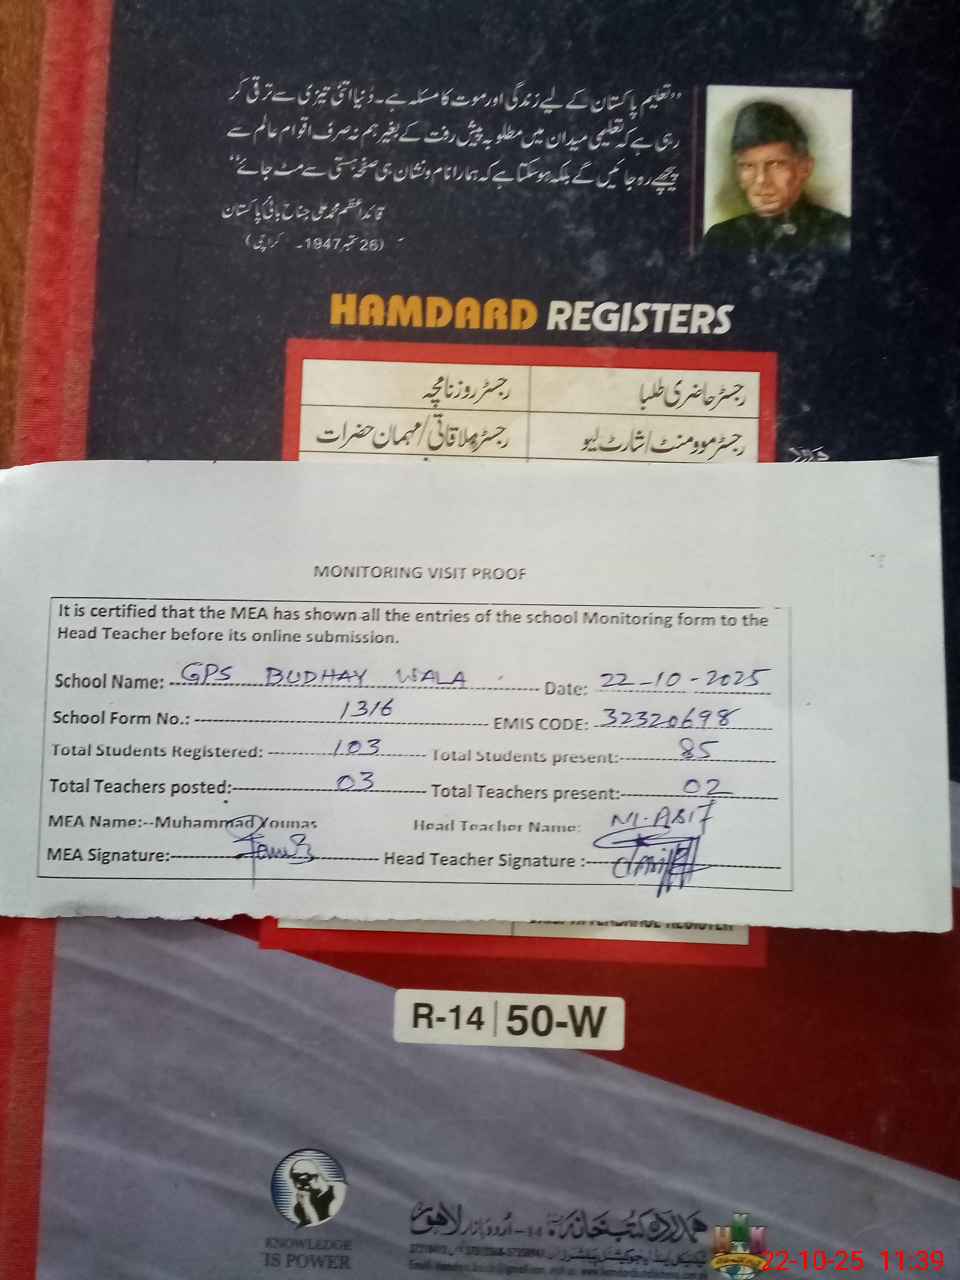 ”تعلیم پاکستان کے لیے زندگی اور موت کا مسئلہ ہے۔ دُنیا اتنی تیزی سے ترقی کر
رہی ہے کہ تعلیمی میدان میں مطلوبہ پیش رفت کے بغیر ہم نہ صرف اقوام عالم سے
پیچھے رہ جائیں گے بلکہ ہو سکتا ہے کہ ہمارا نام و نشان ہی صفحۂ ہستی سے مٹ جائے“
قائداعظم محمد علی جناح بانیٔ پاکستان
(26 ستمبر 1947ء۔ کراچی)
HAMDARD REGISTERS
رجسٹر حاضری طلبا رجسٹر روزنامچہ
رجسٹر موومنٹ/شارٹ لیو رجسٹر ملاقاتی/مہمان حضرات
MONITORING VISIT PROOF
It is certified that the MEA has shown all the entries of the school Monitoring form to the
Head Teacher before its online submission.
School Name: GPS BUDHAY WALA Date: 22-10-2025
School Form No.: 1316 EMIS CODE: 32320698
Total Students Registered: 103 Total Students present: 85
Total Teachers posted: 03 Total Teachers present: 02
MEA Name:--Muhammad Younas Head Teacher Name: M. ASIF
MEA Signature: Head Teacher Signature :
REGISTER
R-14 50-W
KNOWLEDGE
IS POWER
لاہور
22-10-25 11:39